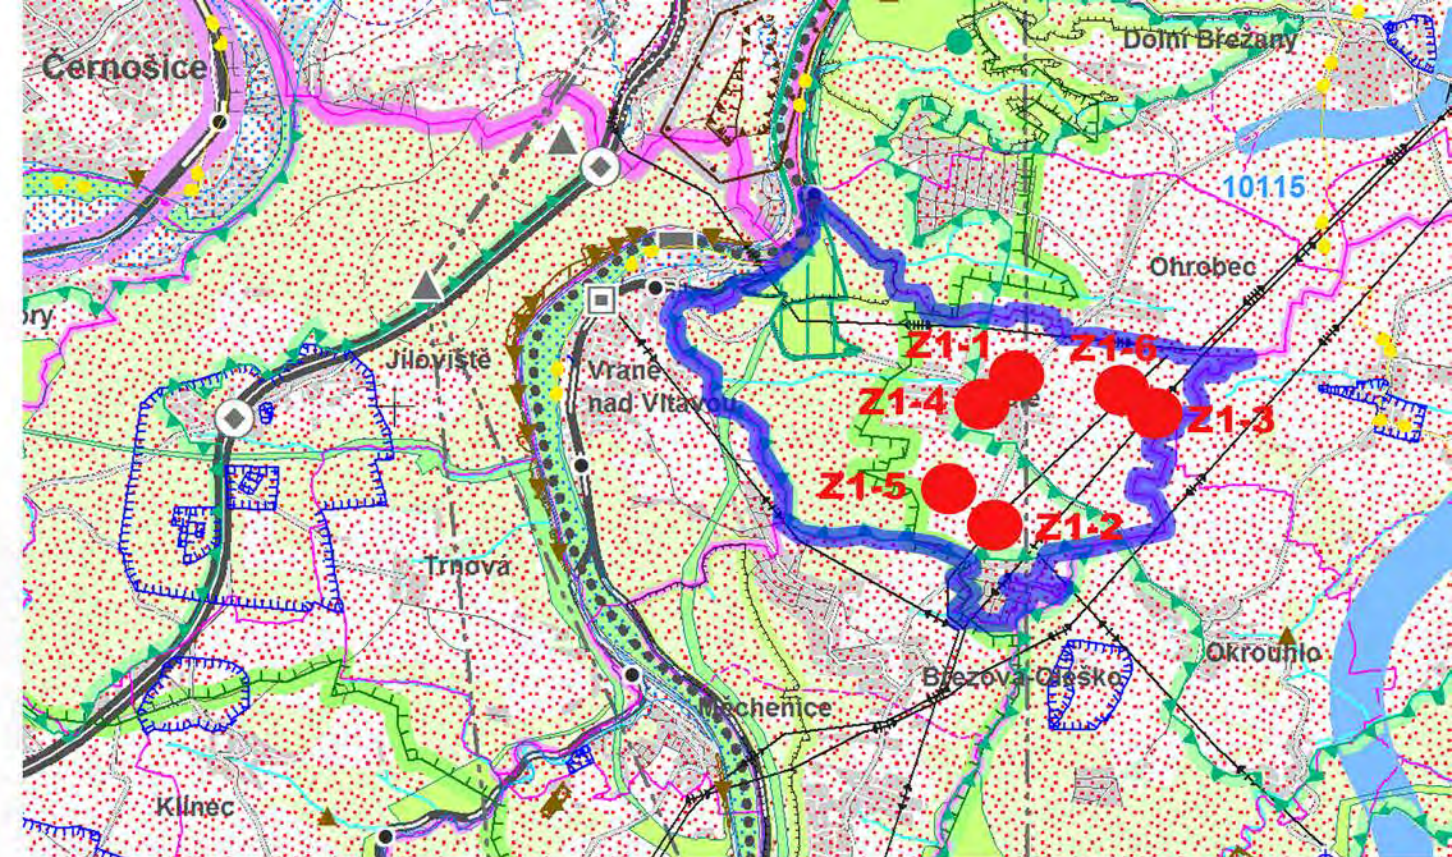 Černošice
Dolní Břežany
10115
Ohrobec
Z1-1
Z1-6
Jíloviště
Vrané
nad Vltavou
Z1-4
Z1-3
Z1-5
Z1-2
Trnová
Okrouhlo
Březová-Oleško
Měchenice
Klínec